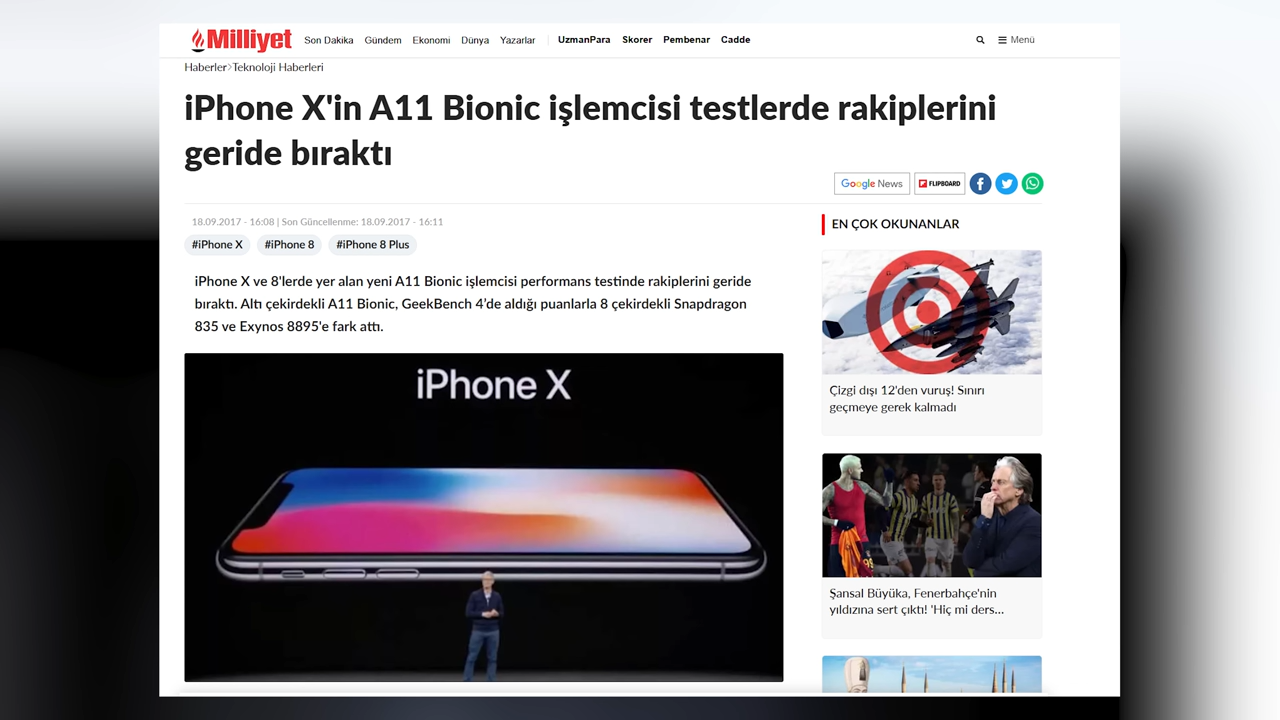 Milliyet Son Dakika Gündem Ekonomi Dünya Yazarlar UzmanPara Skorer Pembenar Cadde Menü
Haberler>Teknoloji Haberleri
iPhone X'in A11 Bionic işlemcisi testlerde rakiplerini
geride bıraktı
Google News FLIPBOARD
18.09.2017 - 16:08 | Son Güncellenme: 18.09.2017 - 16:11
#iPhone X #iPhone 8 #iPhone 8 Plus
iPhone X ve 8'lerde yer alan yeni A11 Bionic işlemcisi performans testinde rakiplerini geride
bıraktı. Altı çekirdekli A11 Bionic, GeekBench 4’de aldığı puanlarla 8 çekirdekli Snapdragon
835 ve Exynos 8895'e fark attı.
iPhone X
EN ÇOK OKUNANLAR
Çizgi dışı 12'den vuruş! Sınırı
geçmeye gerek kalmadı
Şansal Büyüka, Fenerbahçe'nin
yıldızına sert çıktı! 'Hiç mi ders...